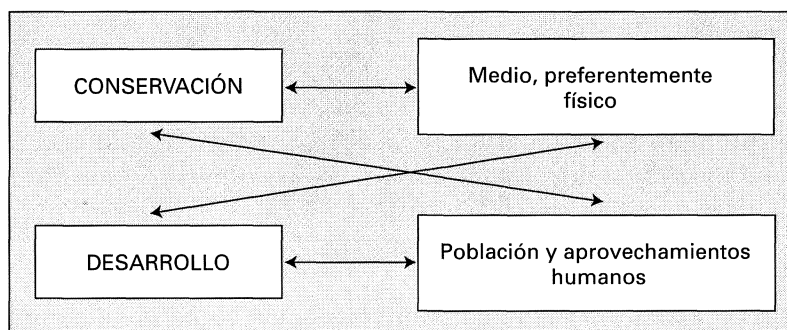 CONSERVACIÓN
Medio, preferentemente
físico
DESARROLLO
Población y aprovechamientos
humanos